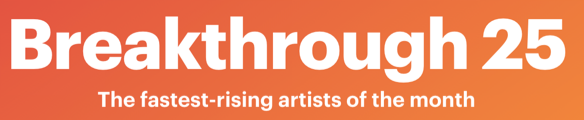 Breakthrough 25
The fastest-rising artists of the month